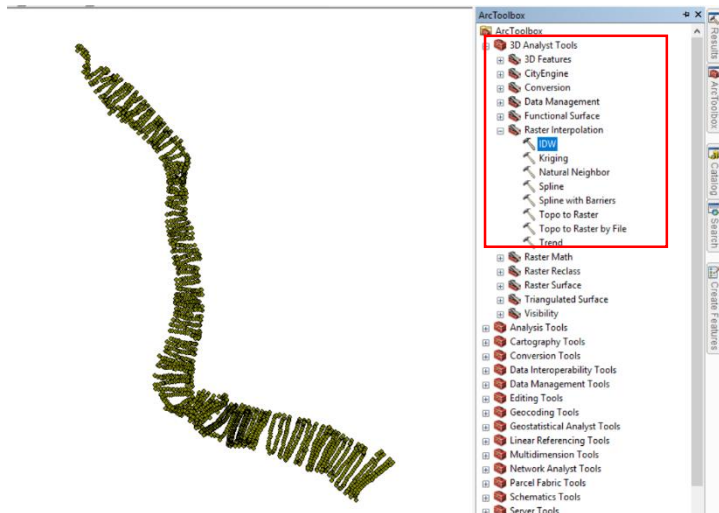 ArcToolbox
ArcToolbox
3D Analyst Tools
3D Features
CityEngine
Conversion
Data Management
Functional Surface
Raster Interpolation
IDW
Kriging
Natural Neighbor
Spline
Spline with Barriers
Topo to Raster
Topo to Raster by File
Trend
Raster Math
Raster Reclass
Raster Surface
Triangulated Surface
Visibility
Analysis Tools
Cartography Tools
Conversion Tools
Data Interoperability Tools
Data Management Tools
Editing Tools
Geocoding Tools
Geostatistical Analyst Tools
Linear Referencing Tools
Multidimension Tools
Network Analyst Tools
Parcel Fabric Tools
Schematics Tools
Server Tools
Results
ArcToolbox
Catalog
Search
Create Features